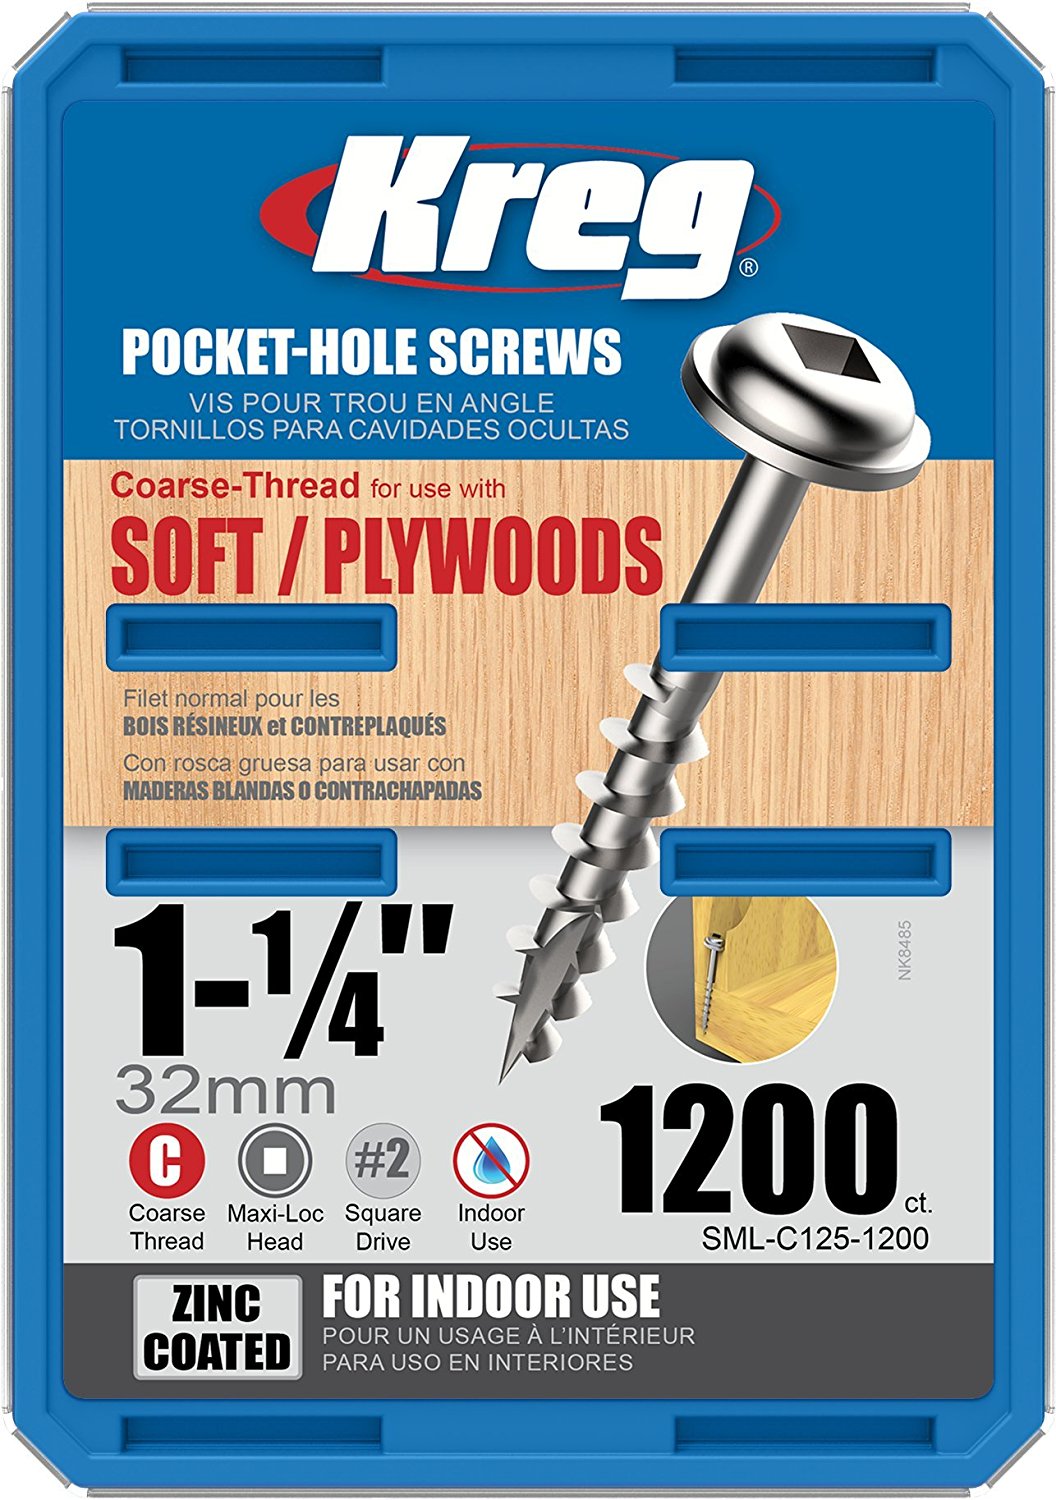 Kreg®
POCKET-HOLE SCREWS
VIS POUR TROU EN ANGLE
TORNILLOS PARA CAVIDADES OCULTAS
Coarse-Thread for use with
SOFT / PLYWOODS
Filet normal pour les
BOIS RÉSINEUX et CONTREPLAQUÉS
Con rosca gruesa para usar con
MADERAS BLANDAS O CONTRACHAPADAS
1-1/4"
32mm
NK8485
C
Coarse
Thread
Maxi-Loc
Head
#2
Square
Drive
Indoor
Use
1200 ct.
SML-C125-1200
ZINC
COATED
FOR INDOOR USE
POUR UN USAGE À L'INTÉRIEUR
PARA USO EN INTERIORES